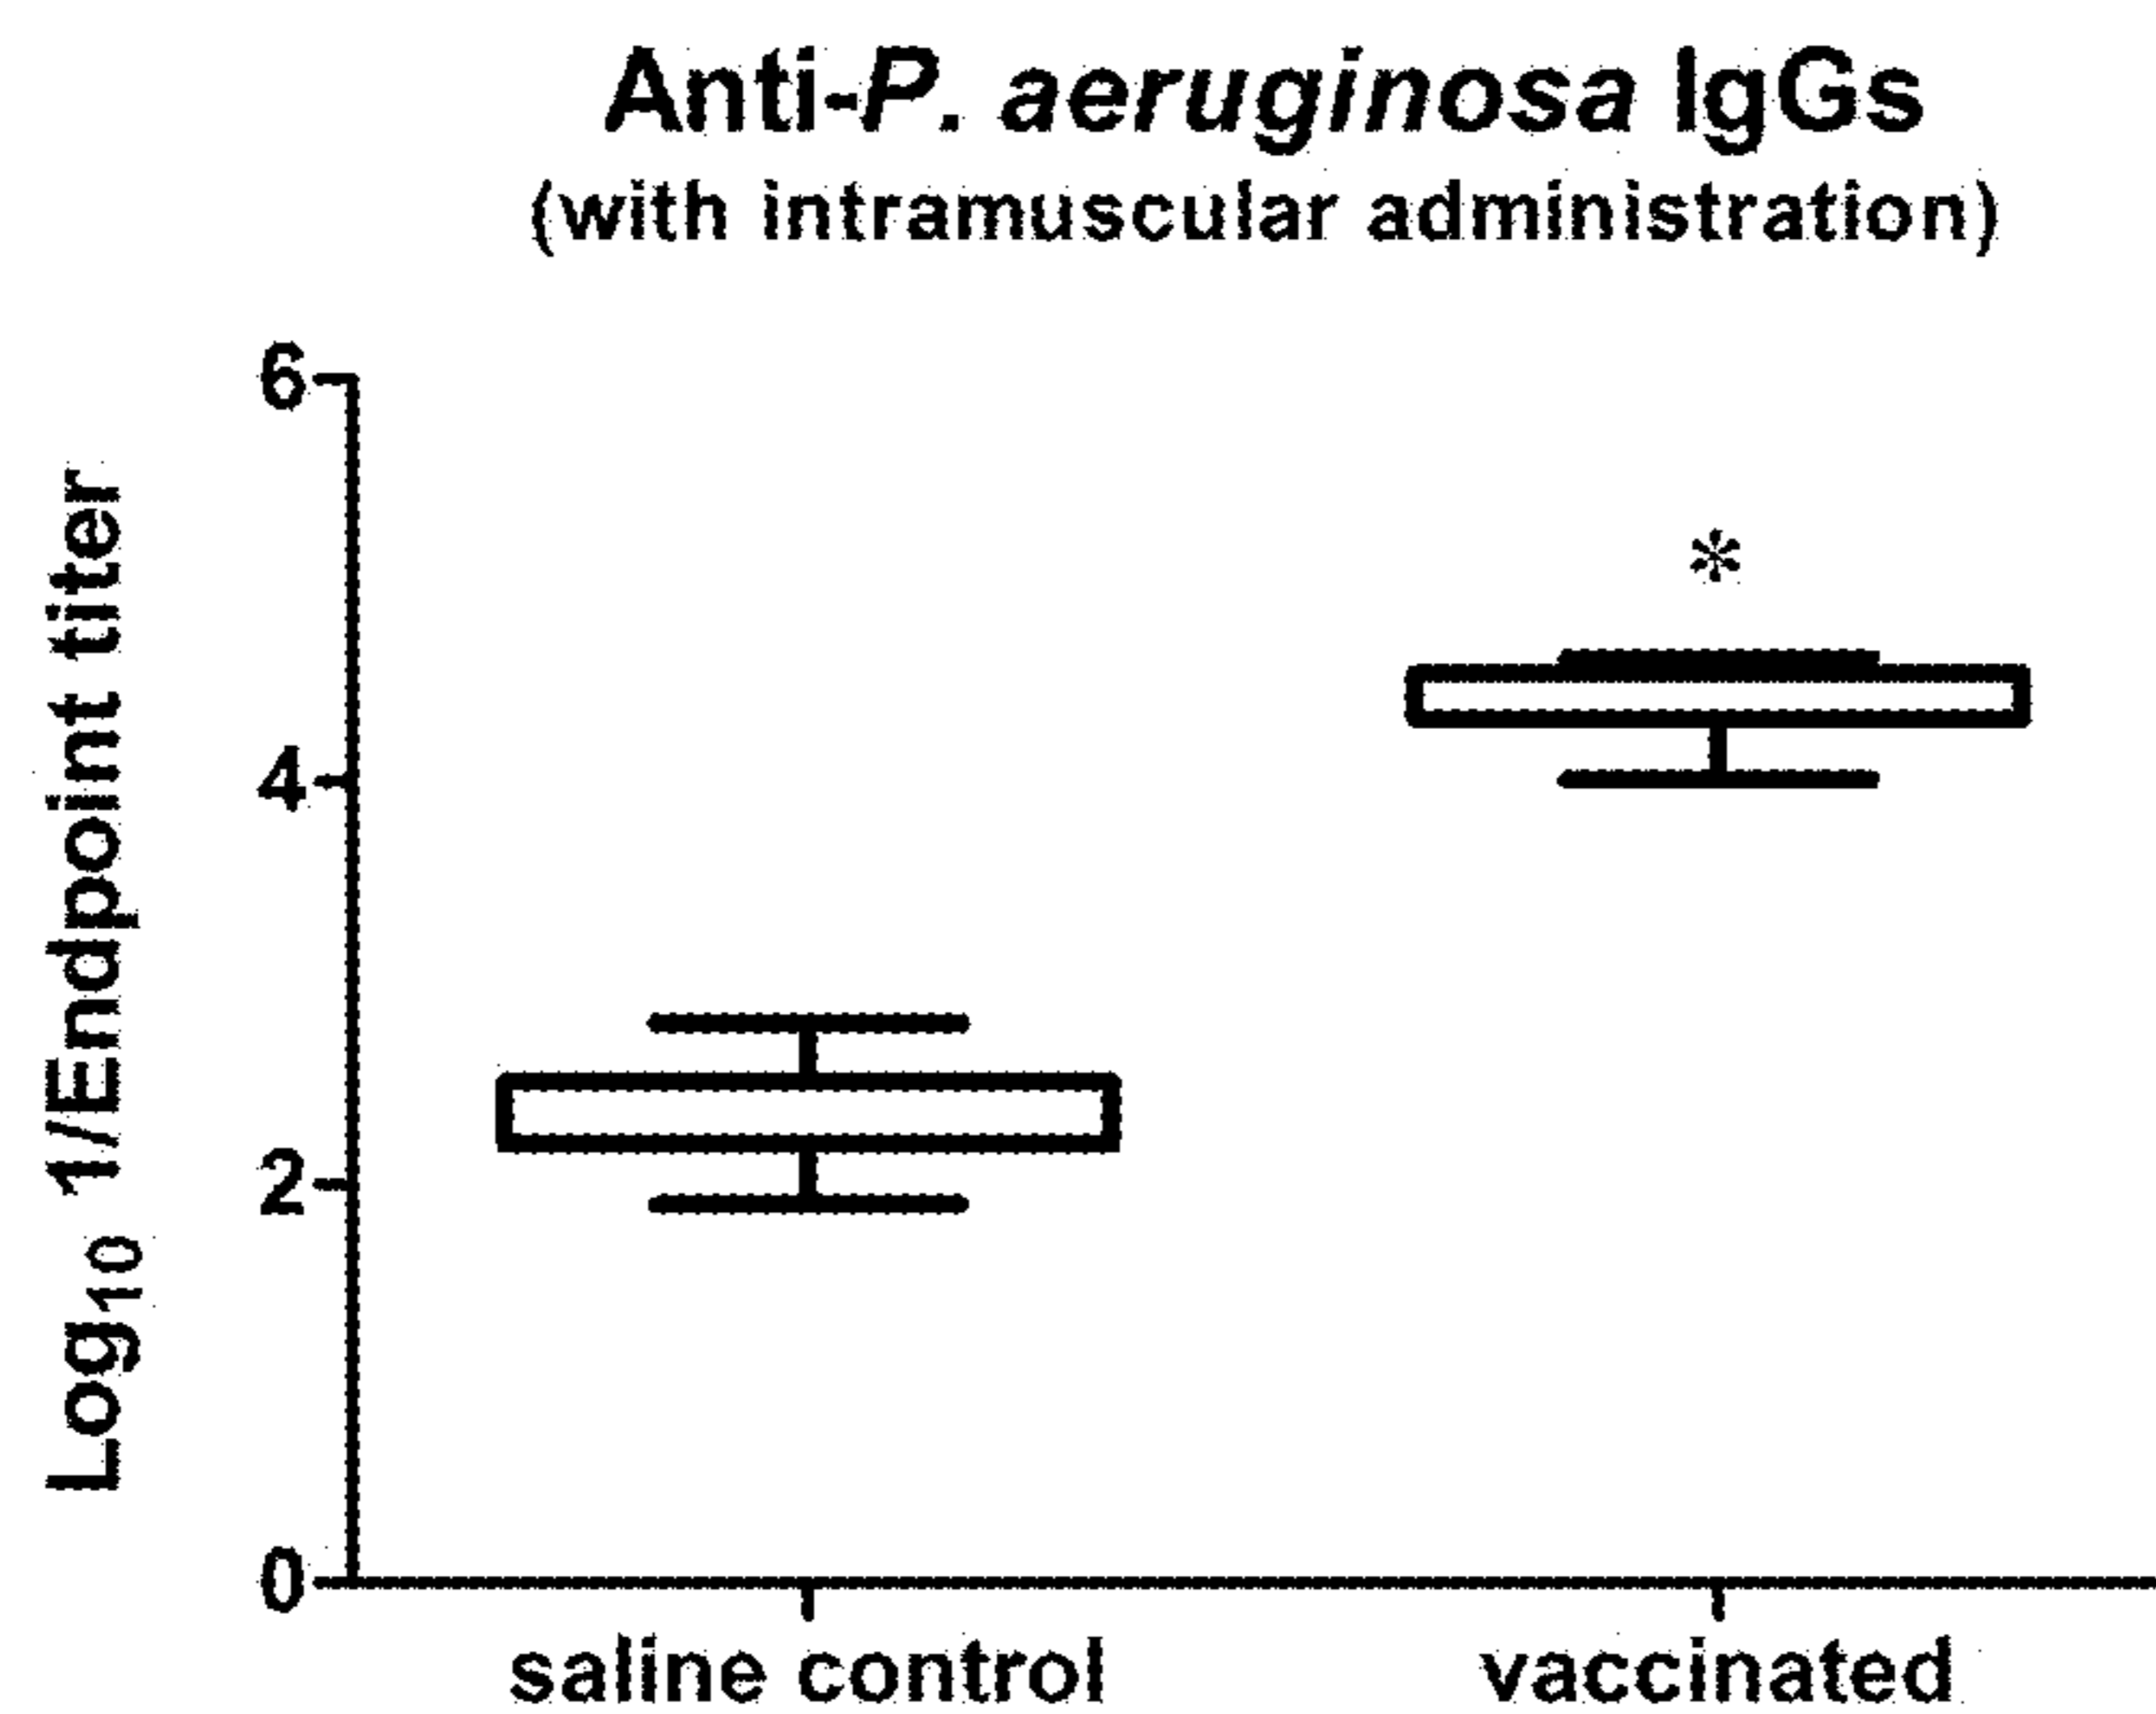 Anti-P. aeruginosa IgGs
(with intramuscular administration)
Log10 1//Endpoint titer
6
4
2
0
*
saline control
vaccinated